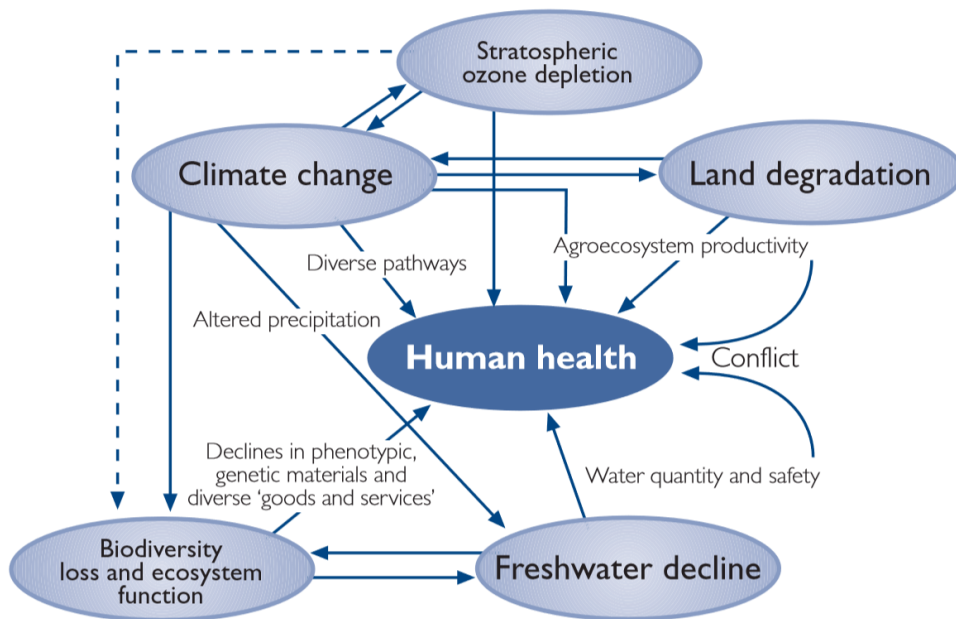 Stratospheric
ozone depletion
Climate change
Land degradation
Diverse pathways
Agroecosystem productivity
Altered precipitation
Human health
Conflict
Declines in phenotypic,
genetic materials and
diverse ‘goods and services’
Water quantity and safety
Biodiversity
loss and ecosystem
function
Freshwater decline